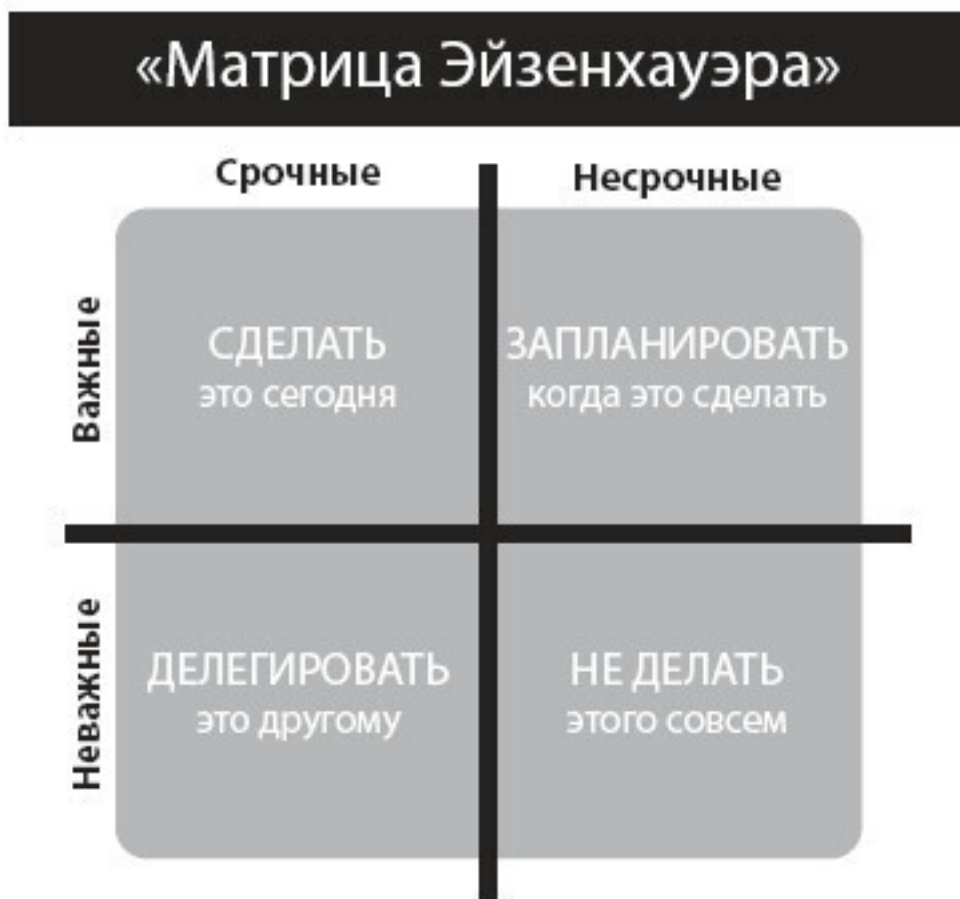 «Матрица Эйзенхауэра»
Срочные
Несрочные
Важные
СДЕЛАТЬ
это сегодня
ЗАПЛАНИРОВАТЬ
когда это сделать
Неважные
ДЕЛЕГИРОВАТЬ
это другому
НЕ ДЕЛАТЬ
этого совсем